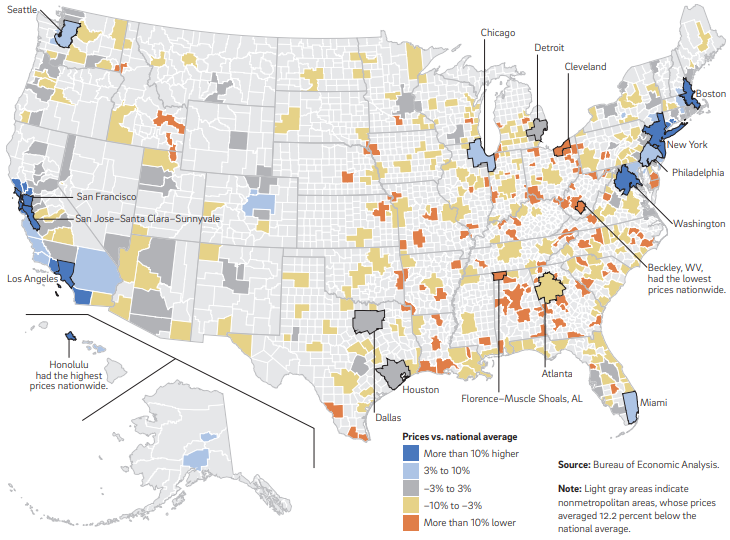 Seattle
Chicago
Detroit
Cleveland
Boston
New York
Philadelphia
San Francisco
San Jose–Santa Clara–Sunnyvale
Washington
Los Angeles
Beckley, WV,
had the lowest
prices nationwide.
Honolulu
had the highest
prices nationwide.
Atlanta
Houston
Florence–Muscle Shoals, AL
Miami
Dallas
Prices vs. national average
More than 10% higher
3% to 10%
–3% to 3%
–10% to –3%
More than 10% lower
Source: Bureau of Economic Analysis.
Note: Light gray areas indicate
nonmetropolitan areas, whose prices
averaged 12.2 percent below the
national average.